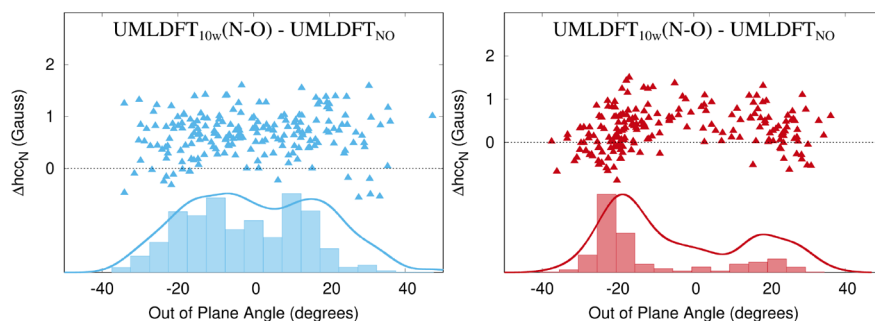 UMLDFT10w(N-O) - UMLDFTNO
2
1
0
ΔhccN (Gauss)
-40 -20 0 20 40
Out of Plane Angle (degrees)
UMLDFT10w(N-O) - UMLDFTNO
2
1
0
ΔhccN (Gauss)
-40 -20 0 20 40
Out of Plane Angle (degrees)